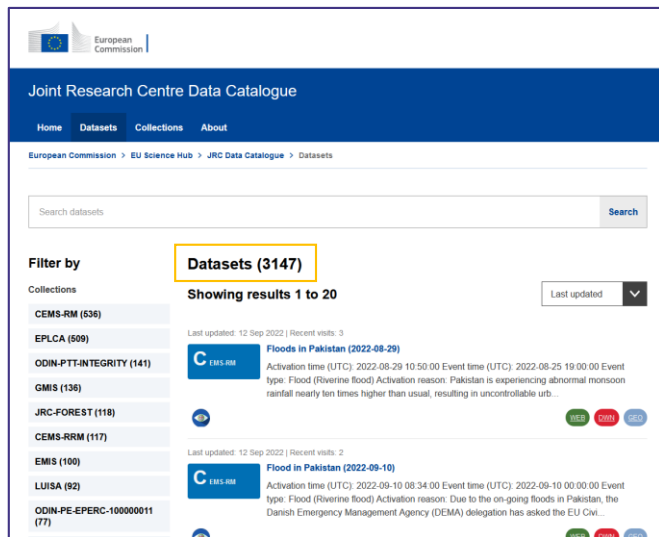 European
Commission
Joint Research Centre Data Catalogue
Home Datasets Collections About
European Commission > EU Science Hub > JRC Data Catalogue > Datasets
Search datasets
Search
Filter by
Collections
CEMS-RM (536)
EPLCA (509)
ODIN-PTT-INTEGRITY (141)
GMIS (136)
JRC-FOREST (118)
CEMS-RRM (117)
EMIS (100)
LUISA (92)
ODIN-PE-EPERC-100000011
(77)
Datasets (3147)
Showing results 1 to 20
Last updated
Last updated: 12 Sep 2022 | Recent visits: 3
C EMS-RM
Floods in Pakistan (2022-08-29)
Activation time (UTC): 2022-08-29 10:50:00 Event time (UTC): 2022-08-25 19:00:00 Event
type: Flood (Riverine flood) Activation reason: Pakistan is experiencing abnormal monsoon
rainfall nearly ten times higher than usual, resulting in uncontrollable urb...
WEB DWN GEO
Last updated: 12 Sep 2022 | Recent visits: 2
C EMS-RM
Flood in Pakistan (2022-09-10)
Activation time (UTC): 2022-09-10 08:34:00 Event time (UTC): 2022-09-10 00:00:00 Event
type: Flood (Riverine flood) Activation reason: Due to the on-going floods in Pakistan, the
Danish Emergency Management Agency (DEMA) delegation has asked the EU Civi...
WEB DWN GEO